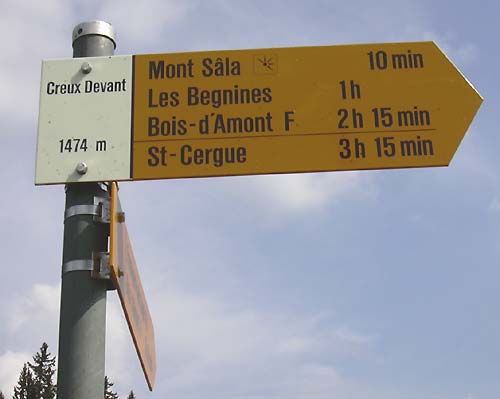 Creux Devant
1474 m
Mont Sâla 10 min
Les Begnines 1h
Bois-d'Amont F 2h 15 min
St-Cergue 3h 15 min